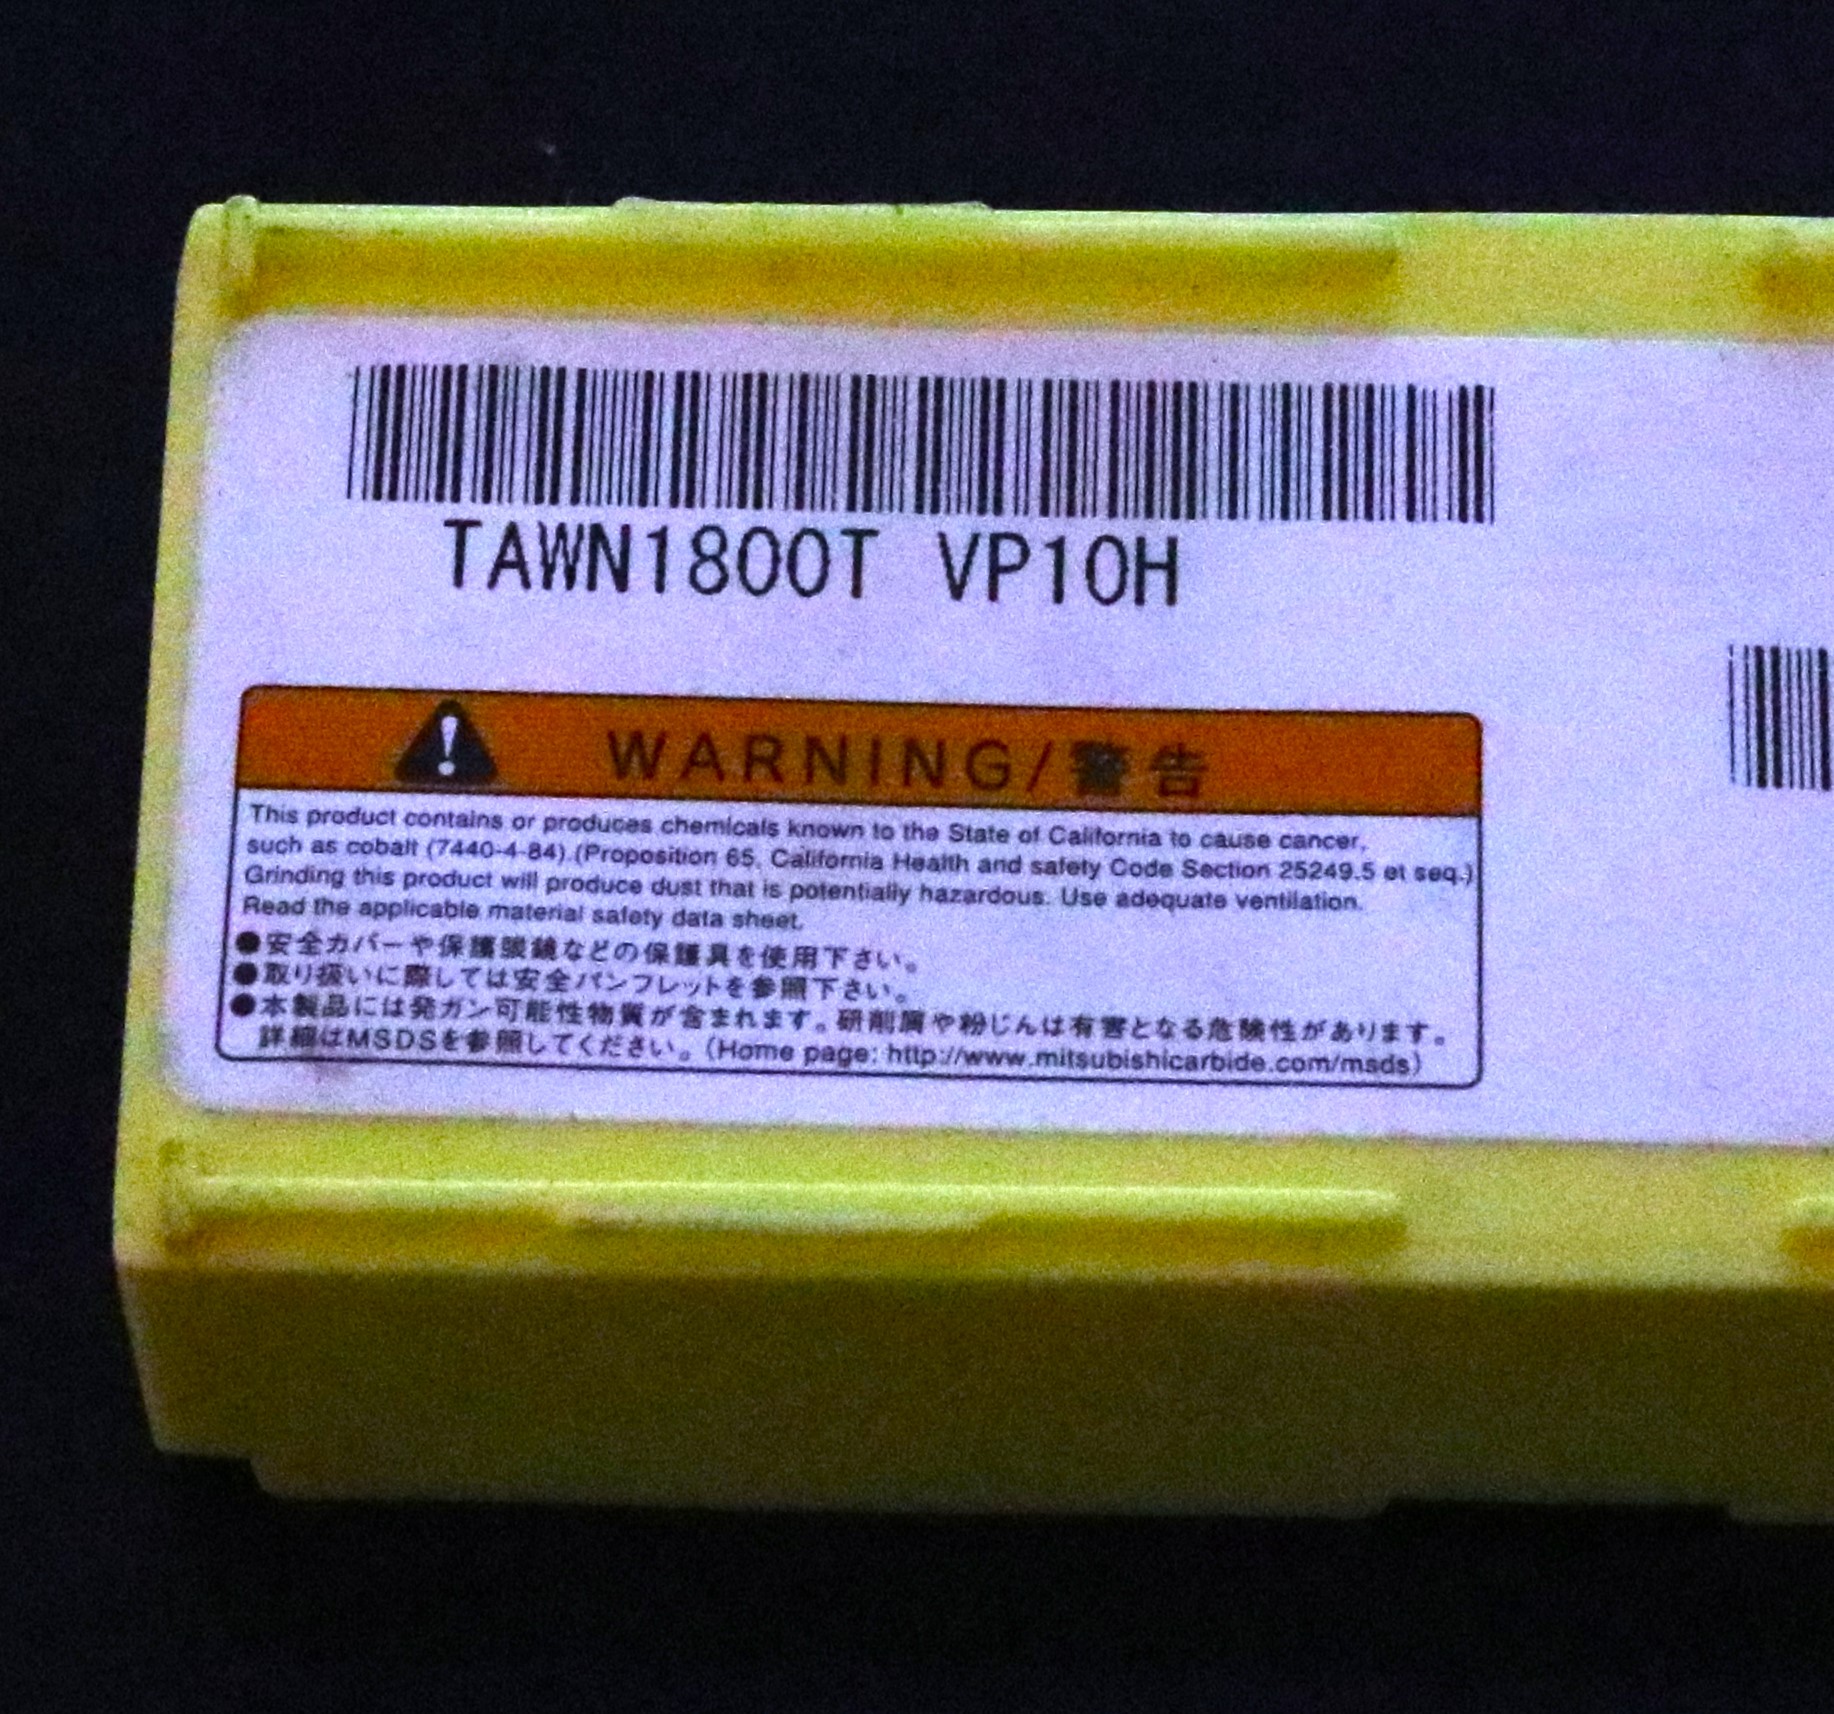 TAWN1800T VP10H
WARNING/警告
This product contains or produces chemicals known to the State of California to cause cancer,
such as cobalt (7440-4-84).(Proposition 65, California Health and safety Code Section 25249.5 et seq.)
Grinding this product will produce dust that is potentially hazardous. Use adequate ventilation.
Read the applicable material safety data sheet.
●安全カバーや保護眼鏡などの保護具を使用下さい。
●取り扱いに際しては安全パンフレットを参照下さい。
●本製品には発ガン可能性物質が含まれます。研削屑や粉じんは有害となる危険性があります。
詳細はMSDSを参照してください。(Home page: http://www.mitsubishicarbide.com/msds)